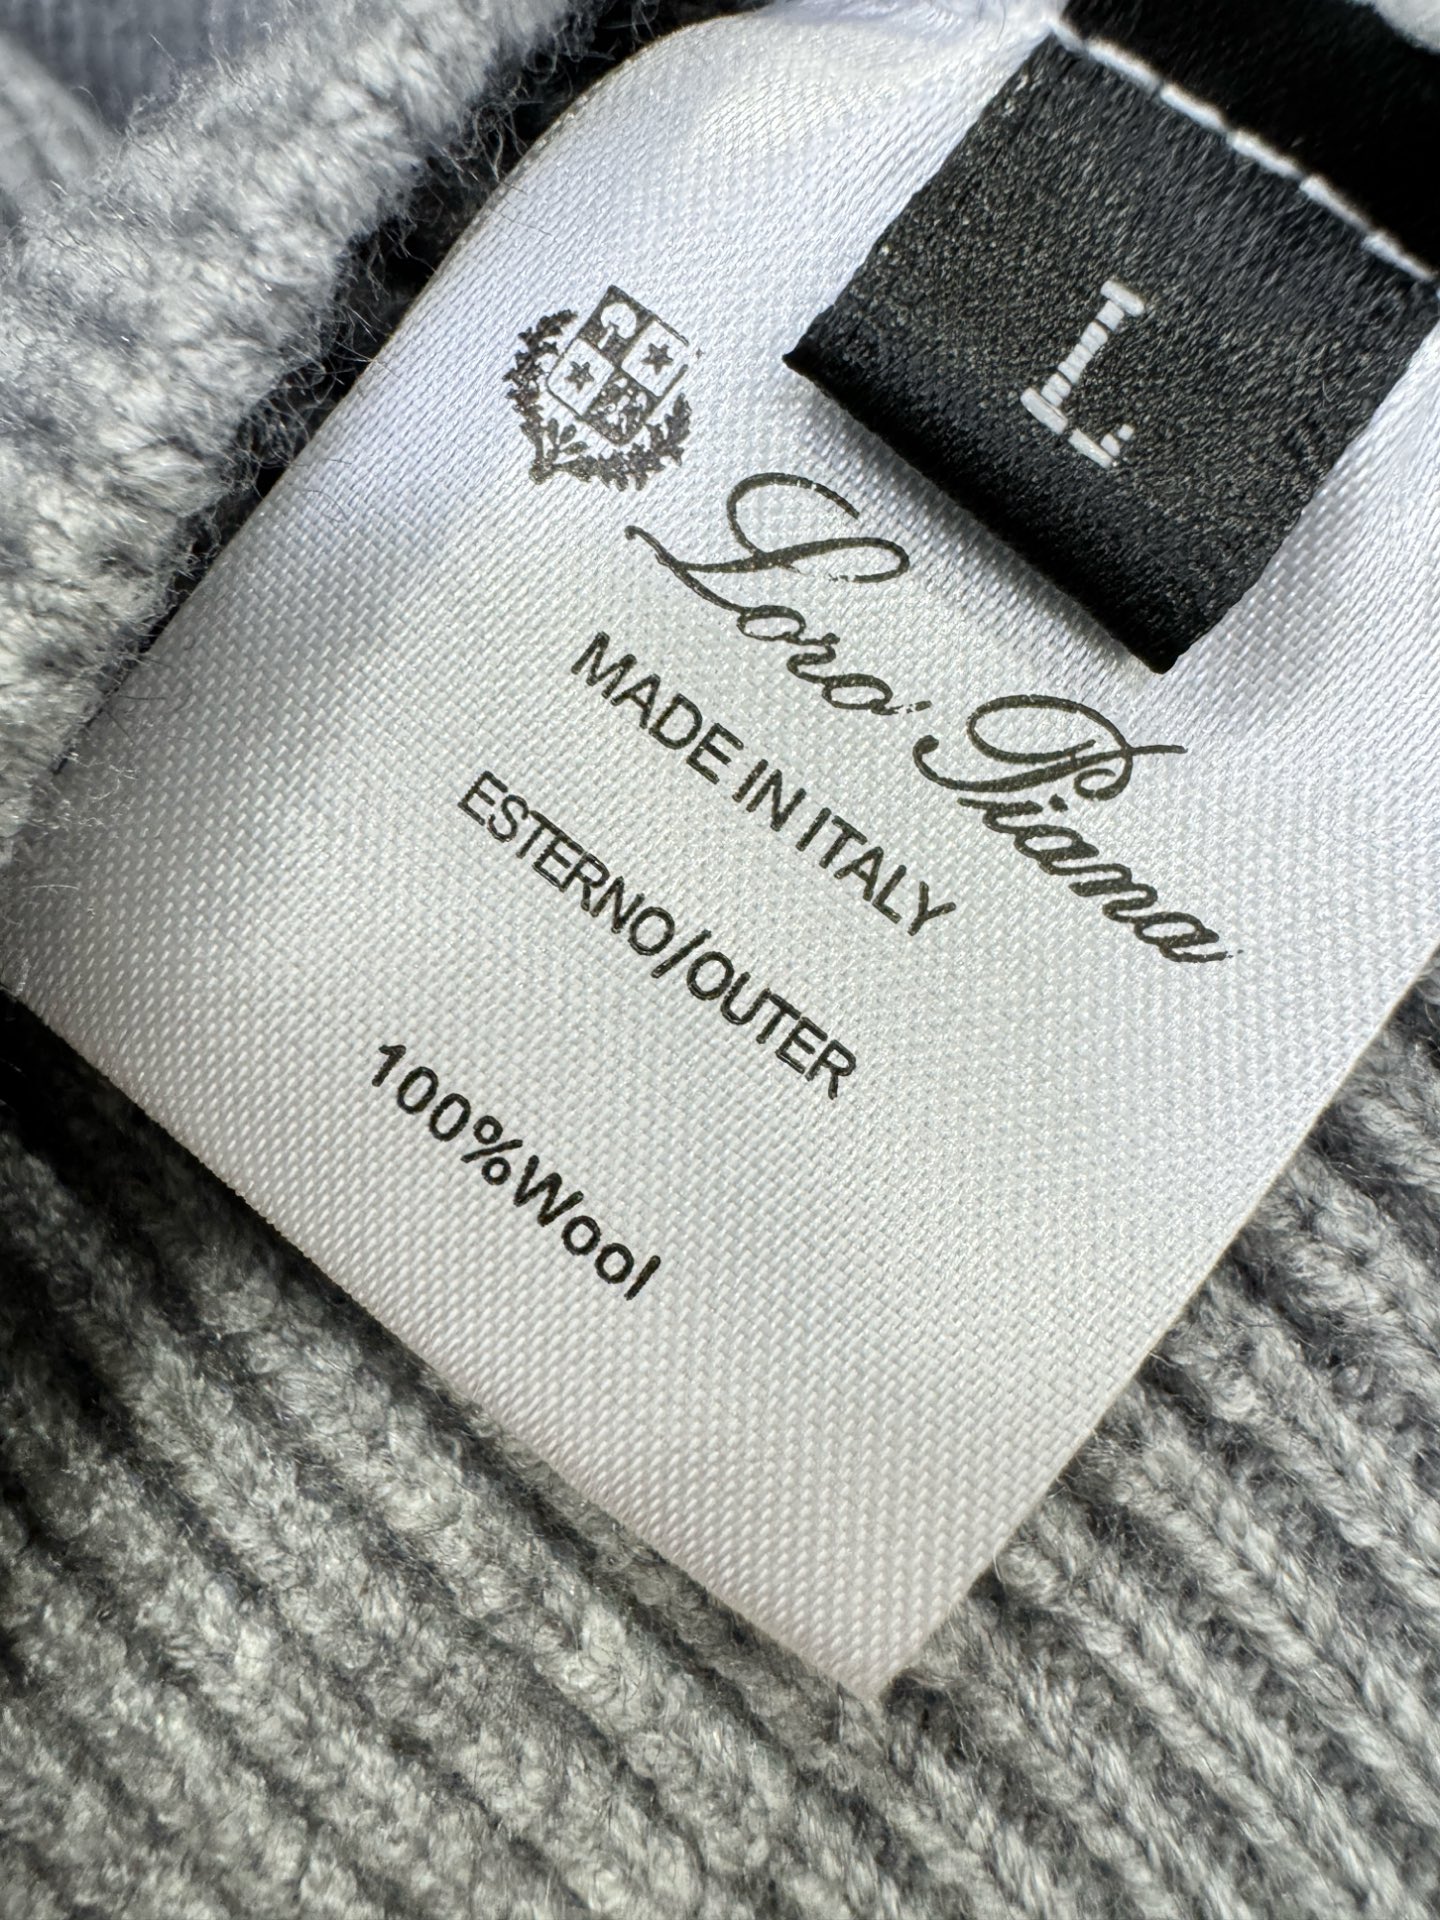 L
Loro Piana
MADE IN ITALY
ESTERNO/OUTER
100%Wool